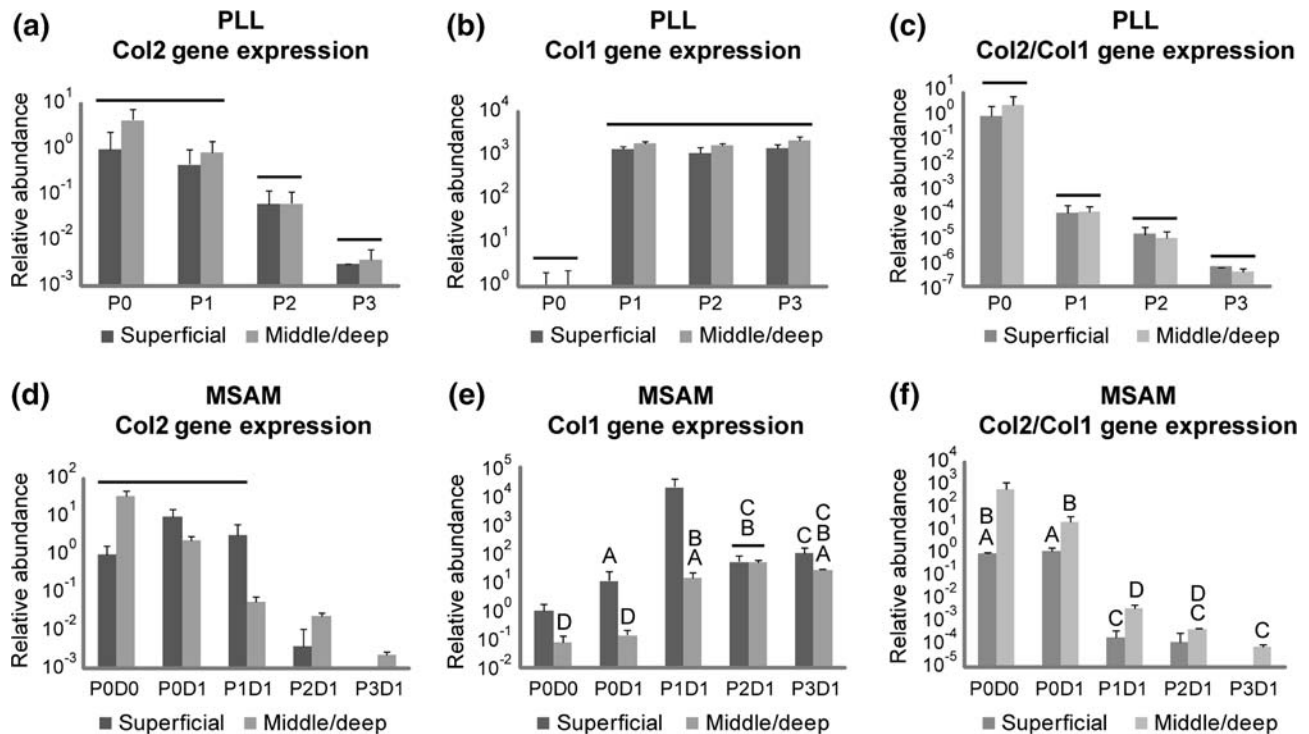 (a)
PLL
Col2 gene expression
Relative abundance
10^1
10^0
10^-1
10^-2
10^-3
P0 P1 P2 P3
Superficial Middle/deep
(b)
PLL
Col1 gene expression
Relative abundance
10^4
10^3
10^2
10^1
10^0
P0 P1 P2 P3
Superficial Middle/deep
(c)
PLL
Col2/Col1 gene expression
Relative abundance
10^1
10^0
10^-1
10^-2
10^-3
10^-4
10^-5
10^-6
10^-7
P0 P1 P2 P3
Superficial Middle/deep
(d)
MSAM
Col2 gene expression
Relative abundance
10^2
10^1
10^0
10^-1
10^-2
10^-3
P0D0 P0D1 P1D1 P2D1 P3D1
Superficial Middle/deep
(e)
MSAM
Col1 gene expression
Relative abundance
10^5
10^4
10^3
10^2
10^1
10^0
10^-1
10^-2
D
A
D
B
A
C
B
C
C
B
A
P0D0 P0D1 P1D1 P2D1 P3D1
Superficial Middle/deep
(f)
MSAM
Col2/Col1 gene expression
Relative abundance
10^4
10^3
10^2
10^1
10^0
10^-1
10^-2
10^-3
10^-4
10^-5
B
A
A
B
C
D
D
C
C
P0D0 P0D1 P1D1 P2D1 P3D1
Superficial Middle/deep